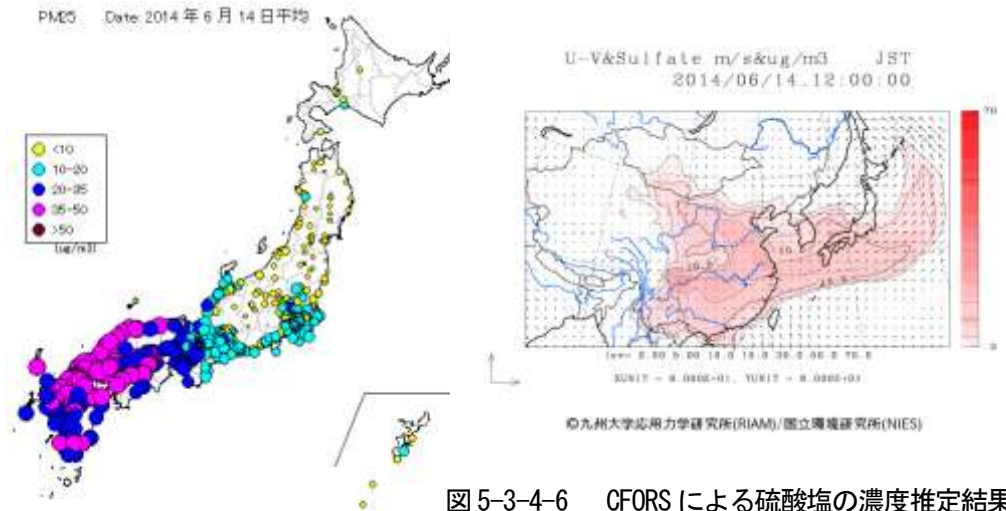 PM25 Date: 2014 年 6 月 14 日平均
<10
10-20
20-35
35-50
>50
(ug/m3)
U-V&Sulfate m/s&ug/m3 JST
2014/06/14.12:00:00
70
0
©九州大学応用力学研究所(RIAM)/国立環境研究所(NIES)
図 5-3-4-6 CFORS による硫酸塩の濃度推定結果